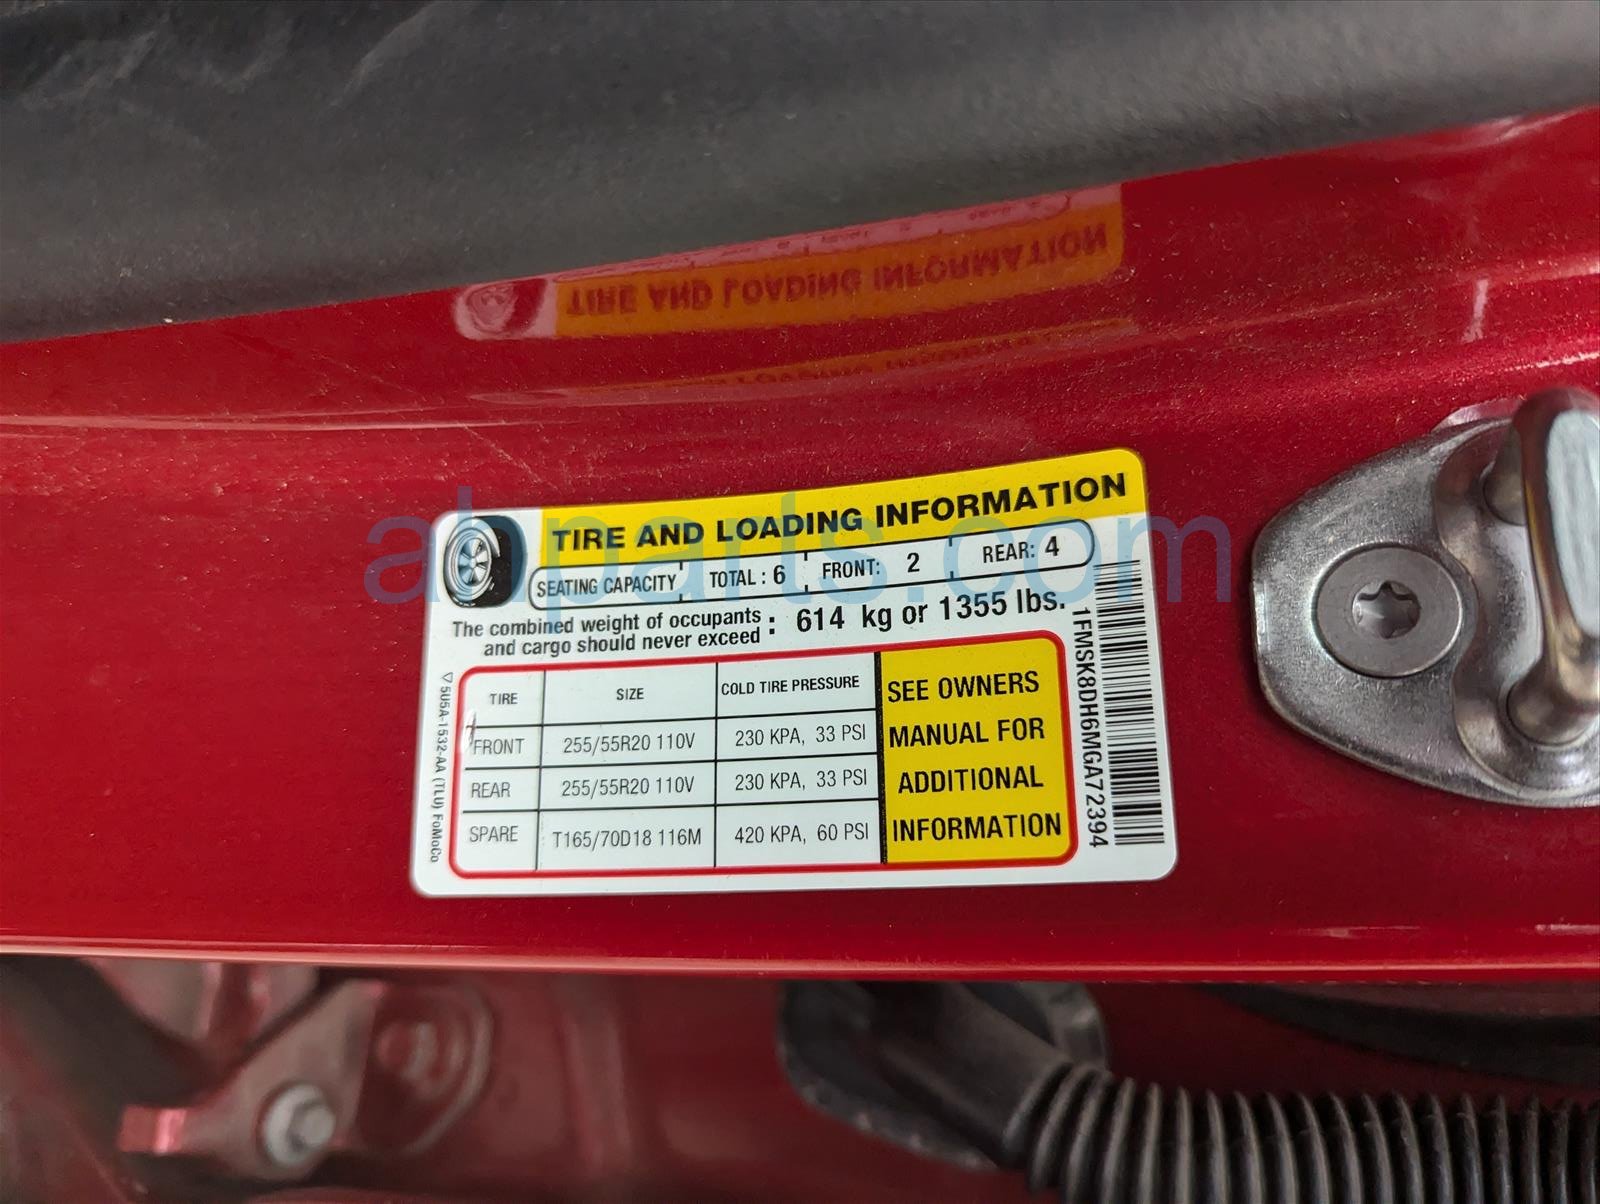 TIRE AND LOADING INFORMATION
SEATING CAPACITY TOTAL : 6 FRONT: 2 REAR: 4
The combined weight of occupants and cargo should never exceed : 614 kg or 1355 lbs.
TIRE SIZE COLD TIRE PRESSURE
FRONT 255/55R20 110V 230 KPA, 33 PSI
REAR 255/55R20 110V 230 KPA, 33 PSI
SPARE T165/70D18 116M 420 KPA, 60 PSI
SEE OWNERS
MANUAL FOR
ADDITIONAL
INFORMATION
1FMSK8DH6MGA72394
5U5A-1532-AA (TLU) FoMoCo
TIRE AND LOADING INFORMATION
ahparts.com